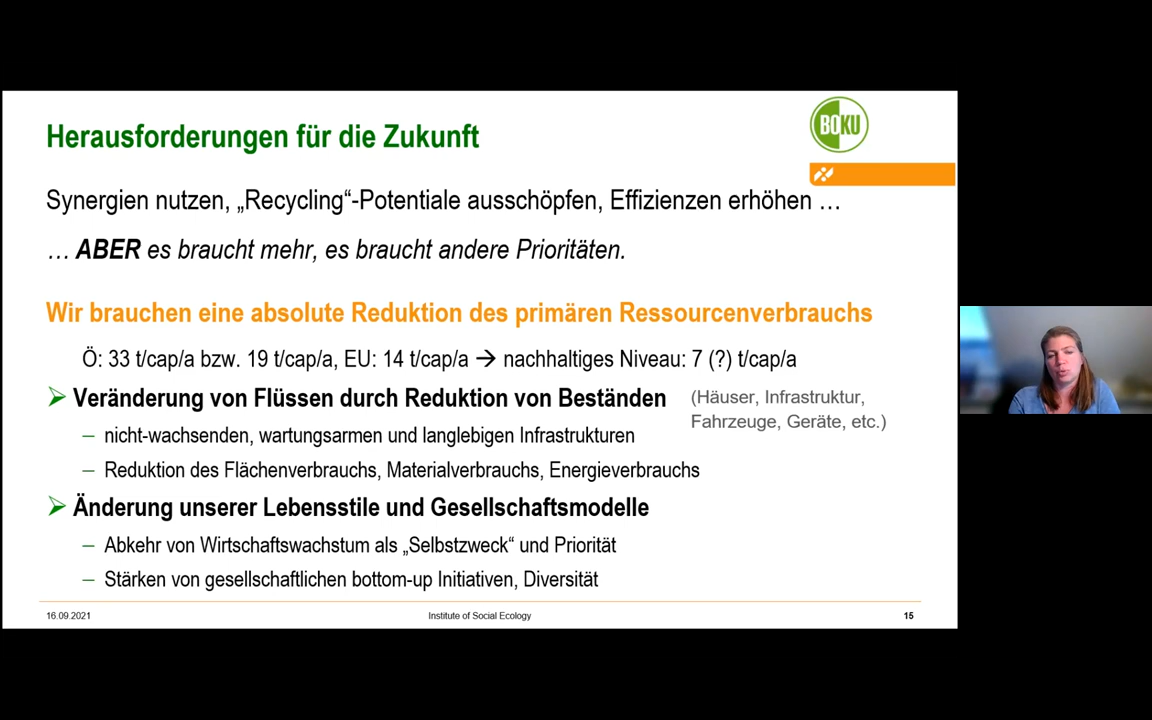 Herausforderungen für die Zukunft
BOKU
Synergien nutzen, „Recycling“-Potentiale ausschöpfen, Effizienzen erhöhen …
… ABER es braucht mehr, es braucht andere Prioritäten.
Wir brauchen eine absolute Reduktion des primären Ressourcenverbrauchs
Ö: 33 t/cap/a bzw. 19 t/cap/a, EU: 14 t/cap/a → nachhaltiges Niveau: 7 (?) t/cap/a
➢ Veränderung von Flüssen durch Reduktion von Beständen
(Häuser, Infrastruktur,
Fahrzeuge, Geräte, etc.)
– nicht-wachsenden, wartungsarmen und langlebigen Infrastrukturen
– Reduktion des Flächenverbrauchs, Materialverbrauchs, Energieverbrauchs
➢ Änderung unserer Lebensstile und Gesellschaftsmodelle
– Abkehr von Wirtschaftswachstum als „Selbstzweck“ und Priorität
– Stärken von gesellschaftlichen bottom-up Initiativen, Diversität
16.09.2021
Institute of Social Ecology
15